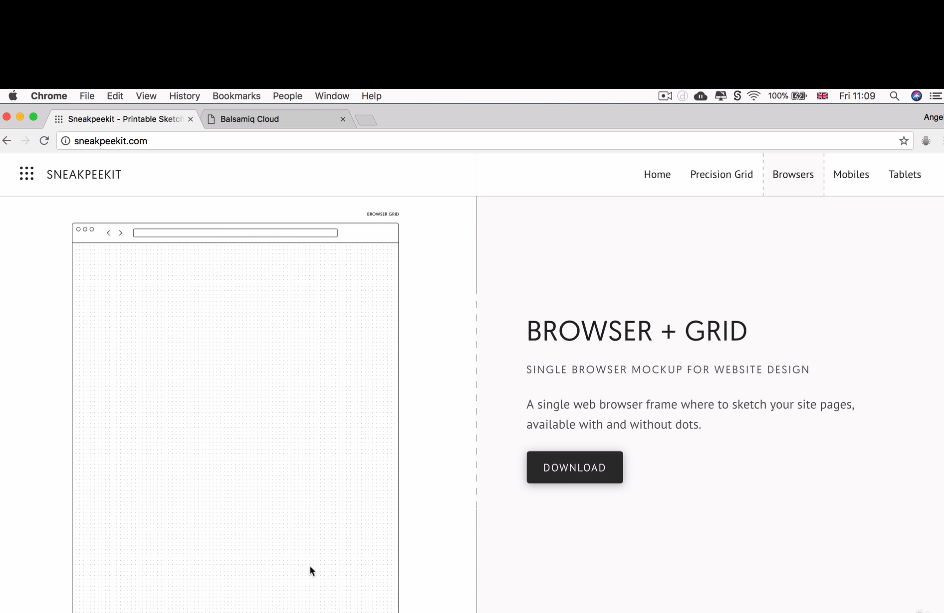 Chrome File Edit View History Bookmarks People Window Help 100% Fri 11:09
Sneakpeekit - Printable Sketch × Balsamiq Cloud × Ange
sneakpeekit.com
SNEAKPEEKIT Home Precision Grid Browsers Mobiles Tablets
BROWSER GRID
BROWSER + GRID
SINGLE BROWSER MOCKUP FOR WEBSITE DESIGN
A single web browser frame where to sketch your site pages,
available with and without dots.
DOWNLOAD